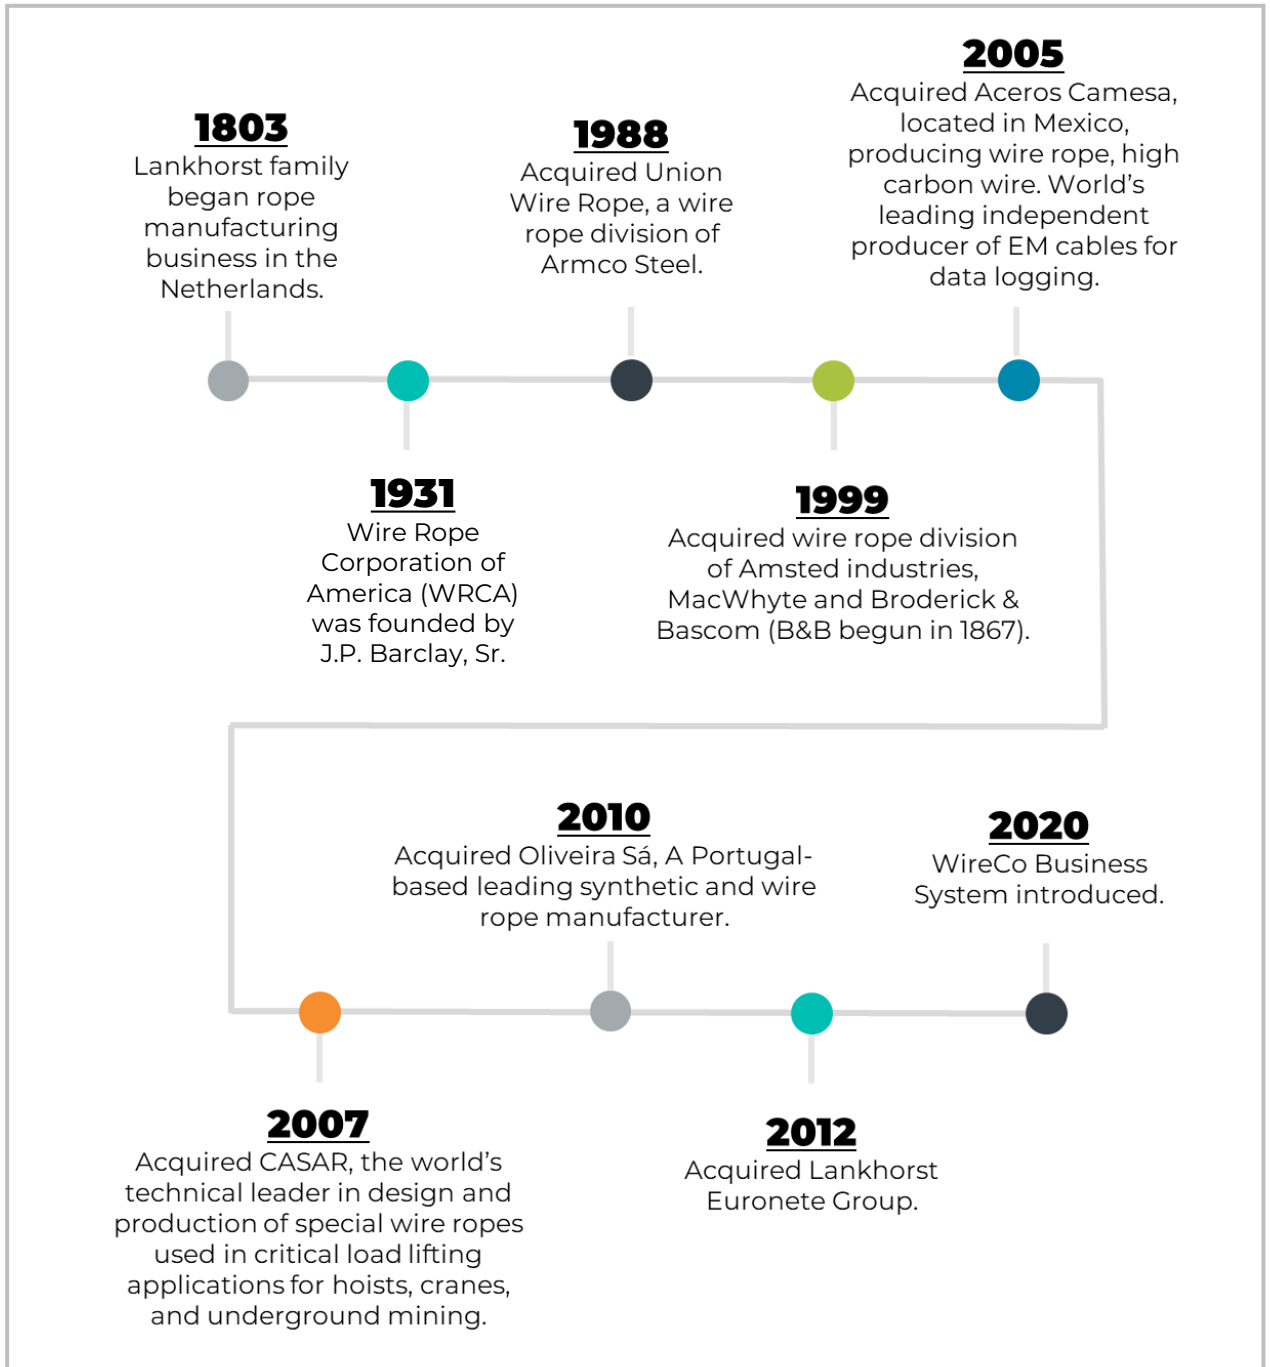 1803
Lankhorst family
began rope
manufacturing
business in the
Netherlands.
1931
Wire Rope
Corporation of
America (WRCA)
was founded by
J.P. Barclay, Sr.
1988
Acquired Union
Wire Rope, a wire
rope division of
Armco Steel.
1999
Acquired wire rope division
of Amsted industries,
MacWhyte and Broderick &
Bascom (B&B begun in 1867).
2005
Acquired Aceros Camesa,
located in Mexico,
producing wire rope, high
carbon wire. World’s
leading independent
producer of EM cables for
data logging.
2007
Acquired CASAR, the world’s
technical leader in design and
production of special wire ropes
used in critical load lifting
applications for hoists, cranes,
and underground mining.
2010
Acquired Oliveira Sá, A Portugal-
based leading synthetic and wire
rope manufacturer.
2012
Acquired Lankhorst
Euronete Group.
2020
WireCo Business
System introduced.